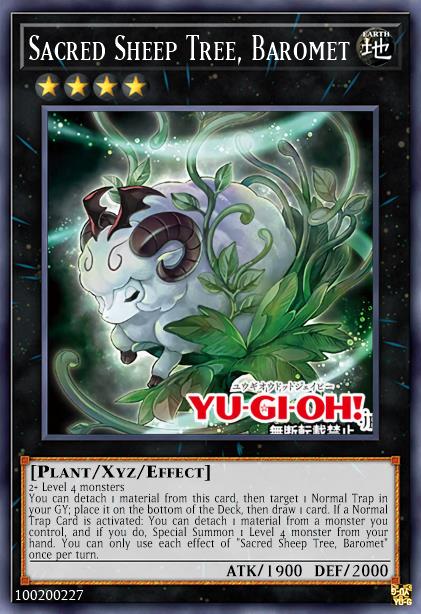 SACRED SHEEP TREE, BAROMET
EARTH
地
ユウギオウドットジェイピー
YU-GI-OH!
無断転載禁止
[PLANT/XYZ/EFFECT]
2+ Level 4 monsters
You can detach 1 material from this card, then target 1 Normal Trap in
your GY; place it on the bottom of the Deck, then draw 1 card. If a Normal
Trap Card is activated: You can detach 1 material from a monster you
control, and if you do, Special Summon 1 Level 4 monster from your
hand. You can only use each effect of "Sacred Sheep Tree, Baromet"
once per turn.
ATK/1900 DEF/2000
100200227